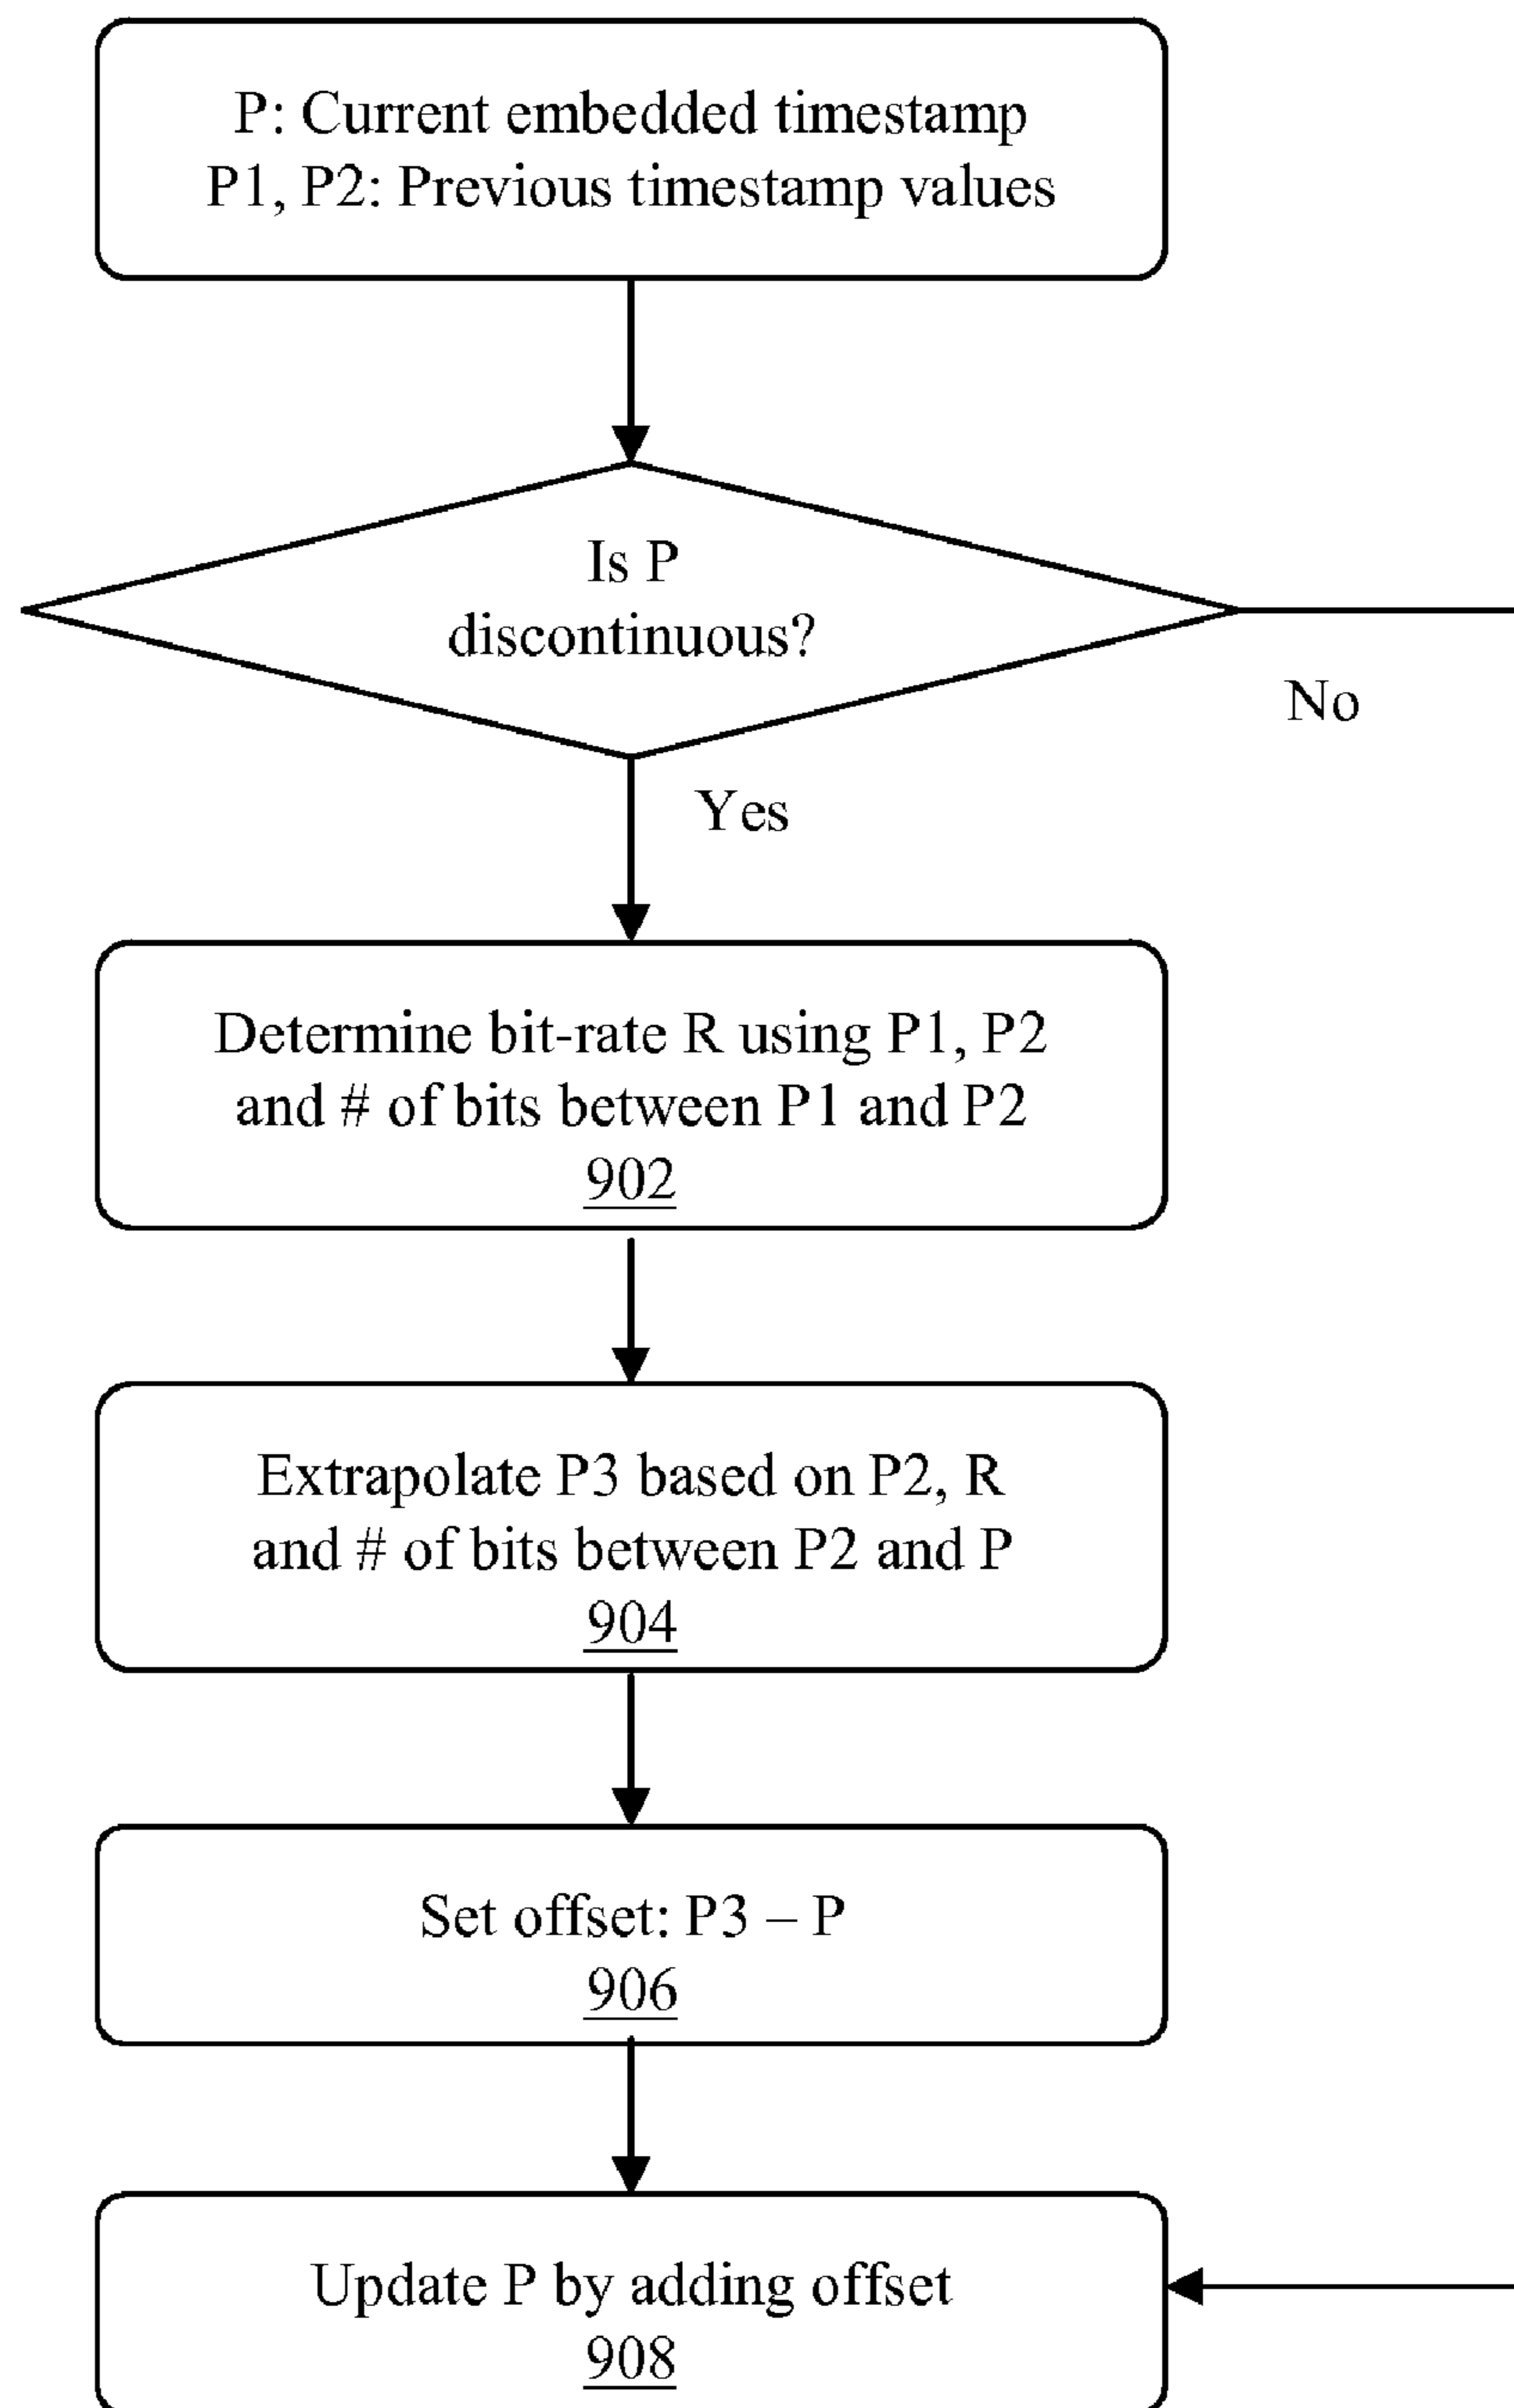 P: Current embedded timestamp
P1, P2: Previous timestamp values
Is P
discontinuous?
No
Yes
Determine bit-rate R using P1, P2
and # of bits between P1 and P2
902
Extrapolate P3 based on P2, R
and # of bits between P2 and P
904
Set offset: P3 – P
906
Update P by adding offset
908